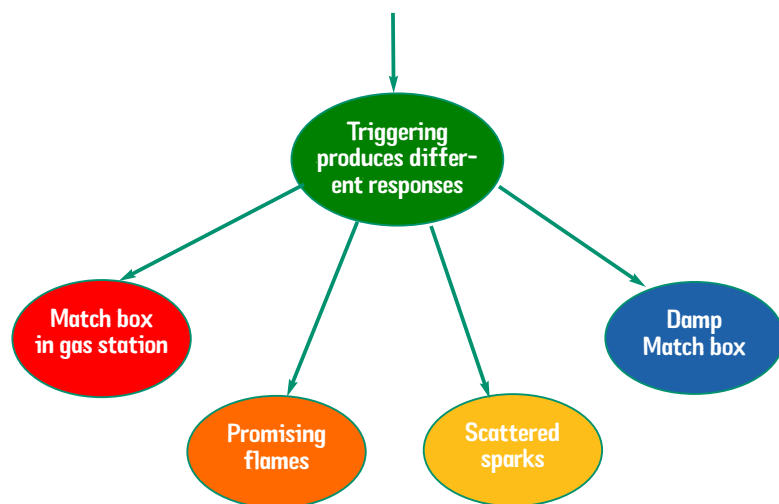 Triggering
produces differ-
ent responses
Match box
in gas station
Damp
Match box
Promising
flames
Scattered
sparks